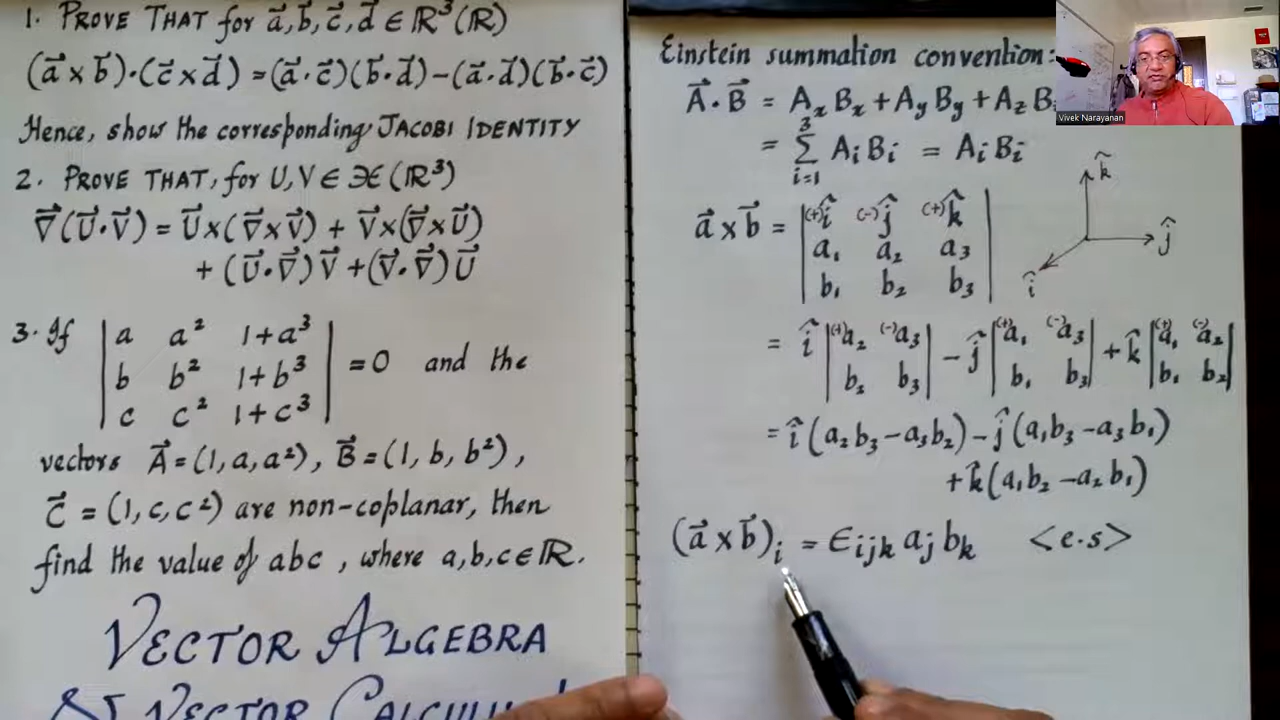 1. PROVE THAT for a⃗, b⃗, c⃗, d⃗ ∈ ℝ³(ℝ)
(a⃗ × b⃗)·(c⃗ × d⃗) = (a⃗·c⃗)(b⃗·d⃗) − (a⃗·d⃗)(b⃗·c⃗)
Hence, show the corresponding JACOBI IDENTITY
2. PROVE THAT, for U, V ∈ (ℝ³)
∇⃗(U⃗·V⃗) = U⃗×(∇⃗×V⃗) + V⃗×(∇⃗×U⃗)
+ (U⃗·∇⃗)V⃗ + (V⃗·∇⃗)U⃗
3. If | a a² 1+a³ |
| b b² 1+b³ | = 0 and the
| c c² 1+c³ |
vectors A⃗ = (1, a, a²), B⃗ = (1, b, b²),
C⃗ = (1, c, c²) are non-coplanar, then
find the value of abc, where a, b, c ∈ ℝ.
VECTOR ALGEBRA
VECTOR
Einstein summation convention:
A⃗ · B⃗ = AₓBₓ + A_yB_y + A_z B
= ∑_{i=1}^{3} AᵢBᵢ = AᵢBᵢ
a⃗ × b⃗ = | (+)î (−)ĵ (+)k̂ |
| a₁ a₂ a₃ |
| b₁ b₂ b₃ |
k̂
ĵ
î
= î | (+)a₂ (−)a₃ | − ĵ | (+)a₁ (−)a₃ | + k̂ | (+)a₁ (−)a₂ |
| b₂ b₃ | | b₁ b₃ | | b₁ b₂ |
= î(a₂b₃ − a₃b₂) − ĵ(a₁b₃ − a₃b₁)
+ k̂(a₁b₂ − a₂b₁)
(a⃗ × b⃗)ᵢ = ϵᵢⱼₖ aⱼ bₖ <e.s>
Vivek Narayanan